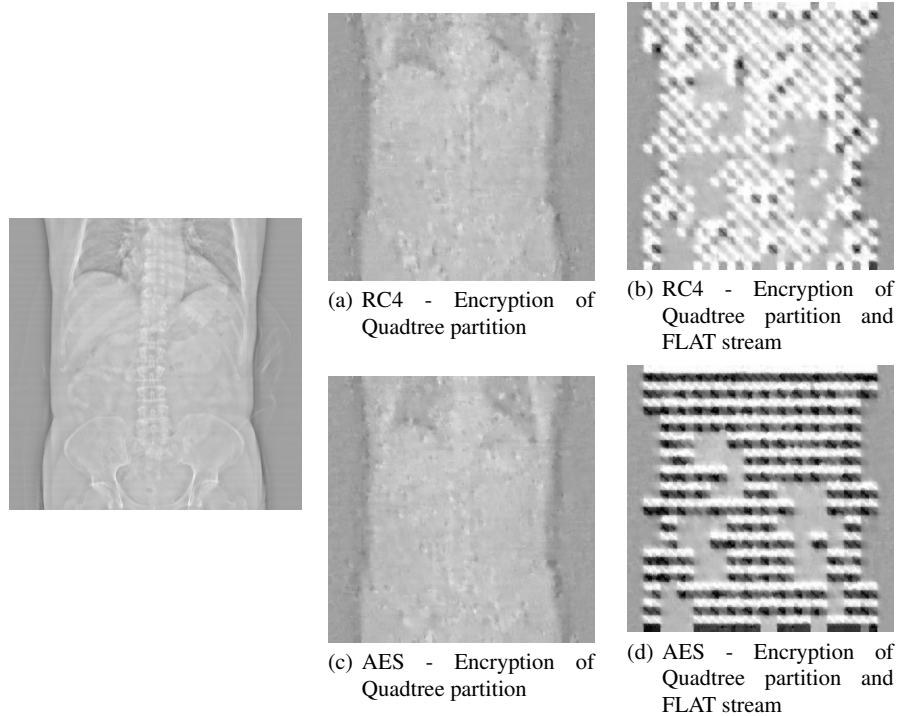 (a) RC4 - Encryption of
Quadtree partition
(b) RC4 - Encryption of
Quadtree partition and
FLAT stream
(c) AES - Encryption of
Quadtree partition
(d) AES - Encryption of
Quadtree partition and
FLAT stream